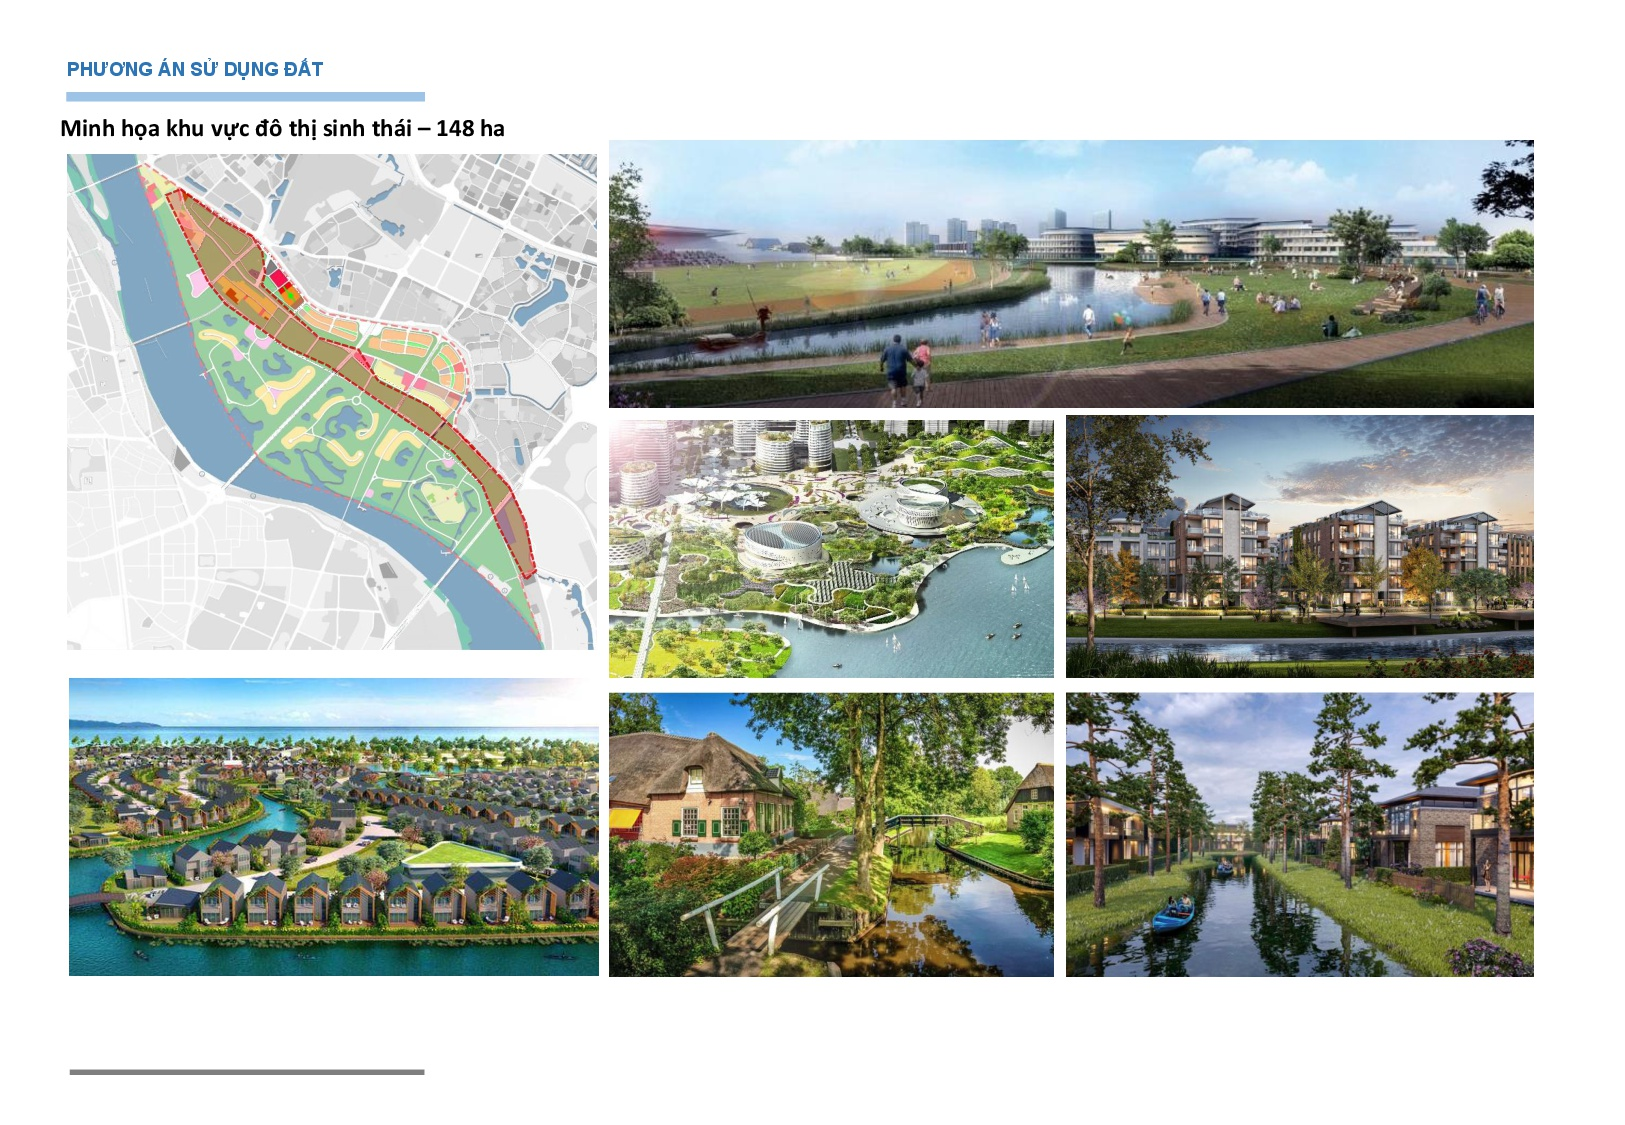 PHƯƠNG ÁN SỬ DỤNG ĐẤT
Minh họa khu vực đô thị sinh thái – 148 ha